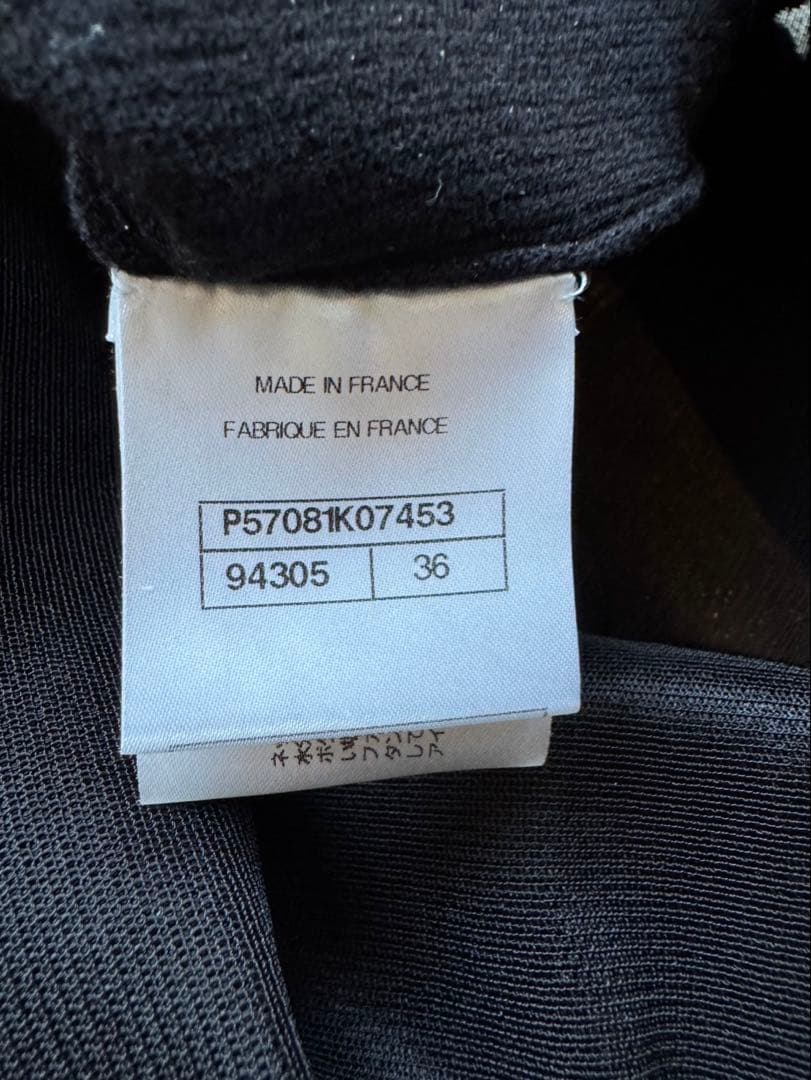 MADE IN FRANCE
FABRIQUE EN FRANCE
P57081K07453
94305 36